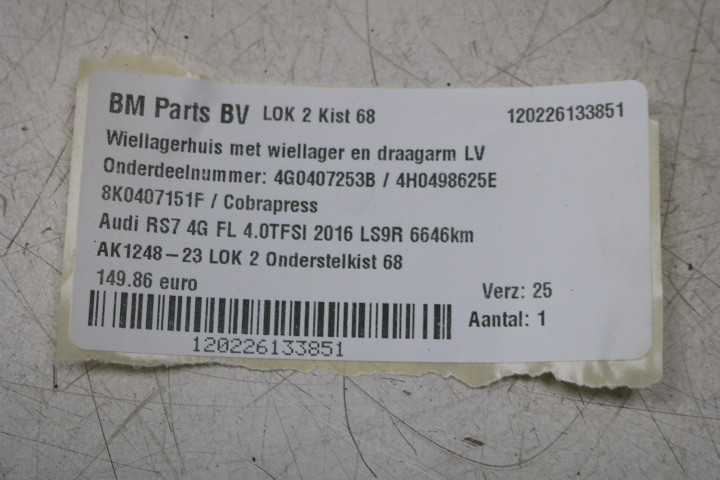 BM Parts BV LOK 2 Kist 68 120226133851
Wiellagerhuis met wiellager en draagarm LV
Onderdeelnummer: 4G0407253B / 4H0498625E
8K0407151F / Cobrapress
Audi RS7 4G FL 4.0TFSI 2016 LS9R 6646km
AK1248-23 LOK 2 Onderstelkist 68
149.86 euro Verz: 25
Aantal: 1
120226133851